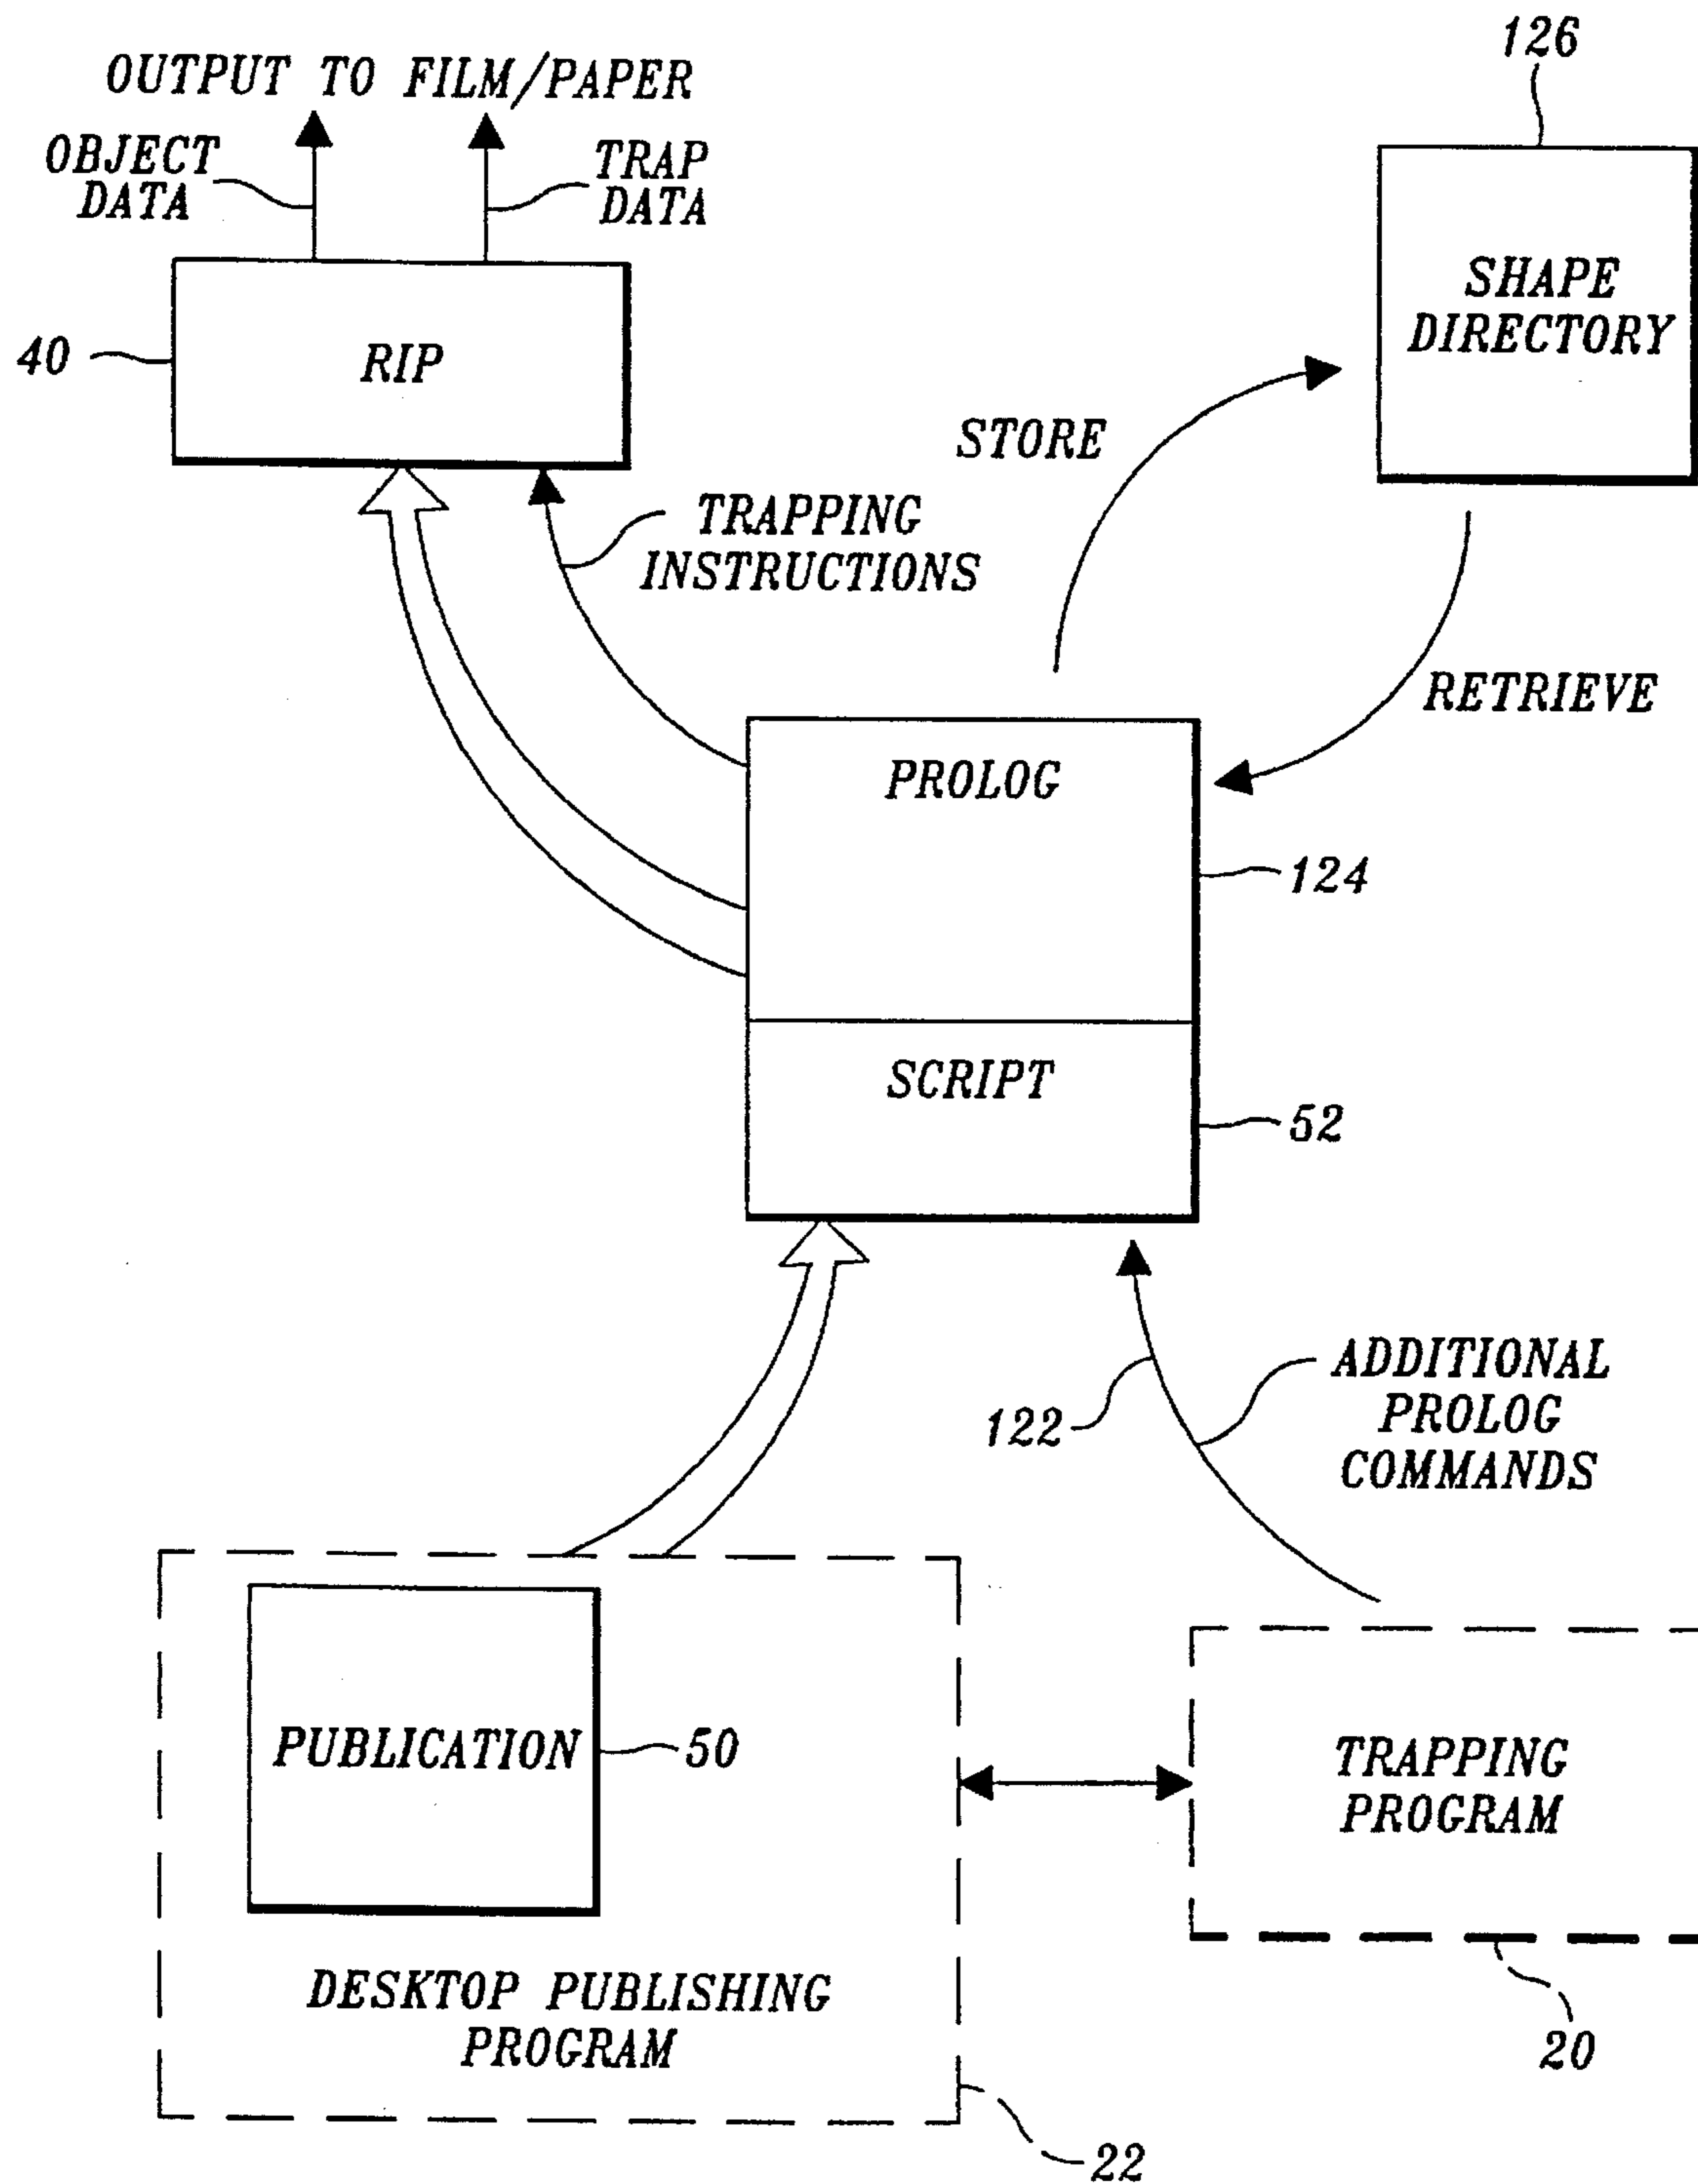 126
OUTPUT TO FILM/PAPER
OBJECT
DATA
TRAP
DATA
SHAPE
DIRECTORY
40
RIP
STORE
TRAPPING
INSTRUCTIONS
RETRIEVE
PROLOG
124
SCRIPT
52
ADDITIONAL
PROLOG
COMMANDS
122
PUBLICATION
50
TRAPPING
PROGRAM
DESKTOP PUBLISHING
PROGRAM
20
22